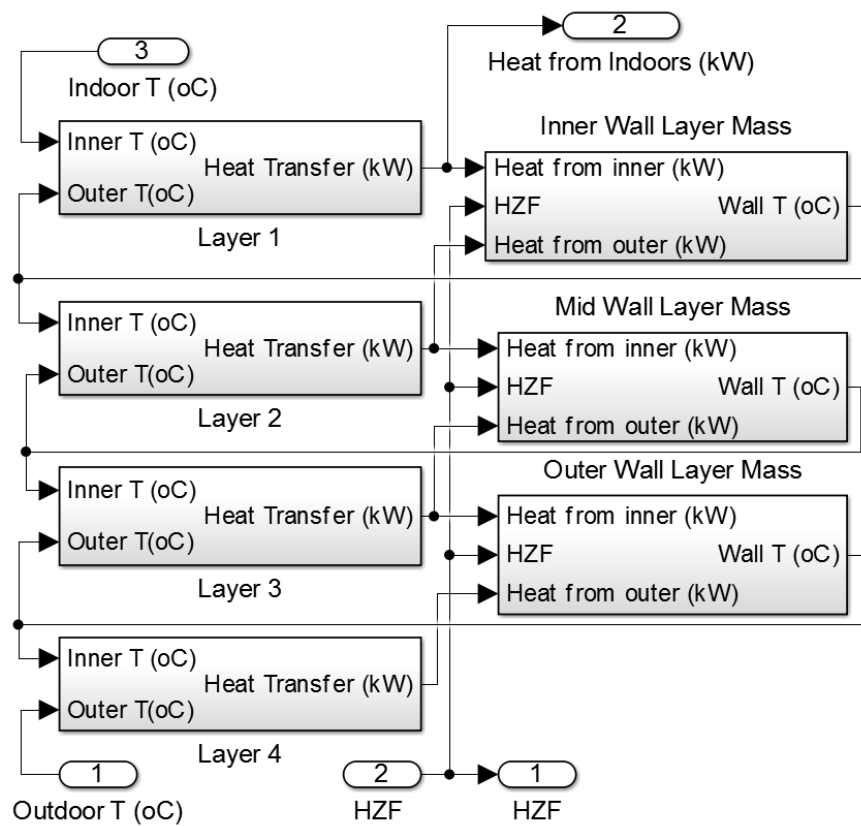 3
Indoor T (oC)
2
Heat from Indoors (kW)
Inner T (oC)
Outer T(oC)
Heat Transfer (kW)
Layer 1
Inner Wall Layer Mass
Heat from inner (kW)
HZF
Heat from outer (kW)
Wall T (oC)
Inner T (oC)
Outer T(oC)
Heat Transfer (kW)
Layer 2
Mid Wall Layer Mass
Heat from inner (kW)
HZF
Heat from outer (kW)
Wall T (oC)
Inner T (oC)
Outer T(oC)
Heat Transfer (kW)
Layer 3
Outer Wall Layer Mass
Heat from inner (kW)
HZF
Heat from outer (kW)
Wall T (oC)
Inner T (oC)
Outer T(oC)
Heat Transfer (kW)
Layer 4
1
Outdoor T (oC)
2
HZF
1
HZF